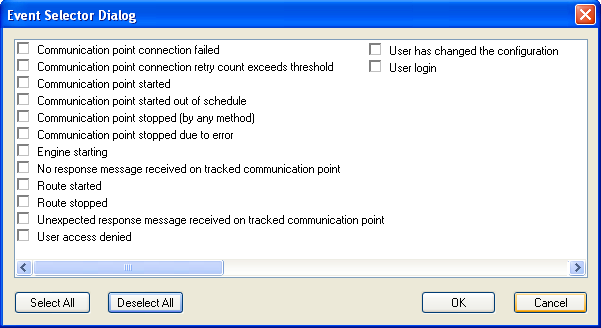 Event Selector Dialog
Communication point connection failed
Communication point connection retry count exceeds threshold
Communication point started
Communication point started out of schedule
Communication point stopped (by any method)
Communication point stopped due to error
Engine starting
No response message received on tracked communication point
Route started
Route stopped
Unexpected response message received on tracked communication point
User access denied
User has changed the configuration
User login
Select All
Deselect All
OK
Cancel